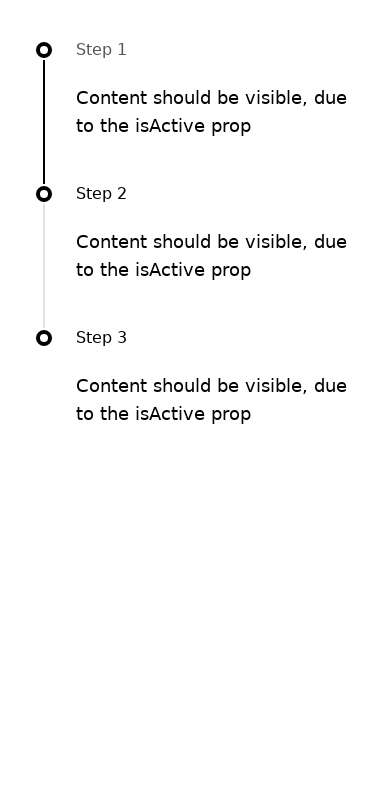 Step 1
Content should be visible, due
to the isActive prop
Step 2
Content should be visible, due
to the isActive prop
Step 3
Content should be visible, due
to the isActive prop